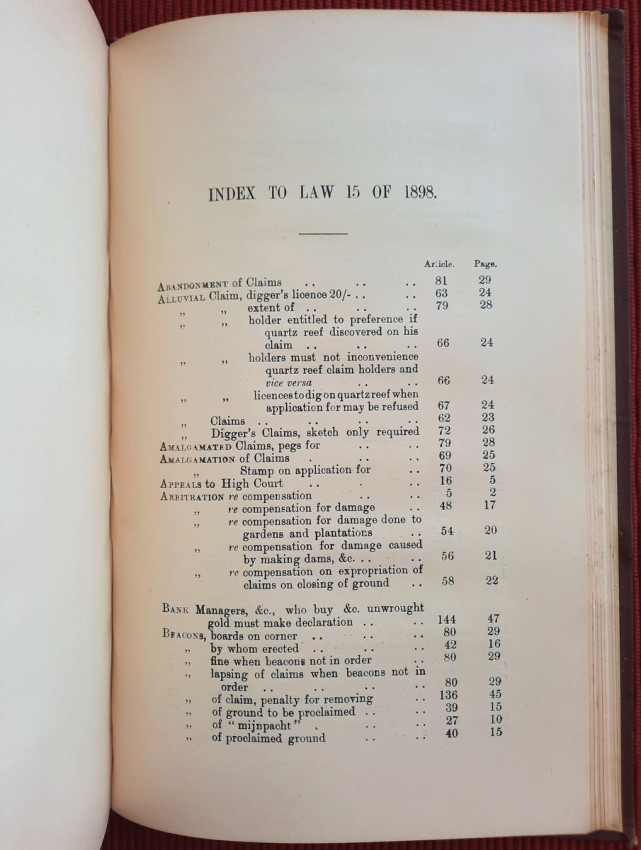 INDEX TO LAW 15 OF 1898.
Article. Page.
ABANDONMENT of Claims .. .. .. 81 29
ALLUVIAL Claim, digger's licence 20/- .. .. 63 24
„ „ extent of .. .. .. 79 28
„ „ holder entitled to preference if
quartz reef discovered on his
claim .. .. .. 66 24
„ „ holders must not inconvenience
quartz reef claim holders and
vice versa .. .. 66 24
„ „ licences to dig on quartz reef when
application for may be refused 67 24
„ Claims .. .. .. .. 62 23
„ Digger's Claims, sketch only required 72 26
AMALGAMATED Claims, pegs for .. .. 79 28
AMALGAMATION of Claims . .. .. 69 25
„ Stamp on application for .. 70 25
APPEALS to High Court .. . .. 16 5
ARBITRATION re compensation .. .. 5 2
„ re compensation for damage .. 48 17
„ re compensation for damage done to
gardens and plantations .. 54 20
„ re compensation for damage caused
by making dams, &c. .. .. 56 21
„ re compensation on expropriation of
claims on closing of ground .. 58 22
BANK Managers, &c., who buy &c. unwrought
gold must make declaration .. .. 144 47
BEACONS, boards on corner .. .. .. 80 29
„ by whom erected .. .. .. 42 16
„ fine when beacons not in order .. 80 29
„ lapsing of claims when beacons not in
order .. .. .. .. 80 29
„ of claim, penalty for removing .. 136 45
„ of ground to be proclaimed .. .. 39 15
„ of "mijnpacht" . .. .. 27 10
„ of proclaimed ground .. .. 40 15